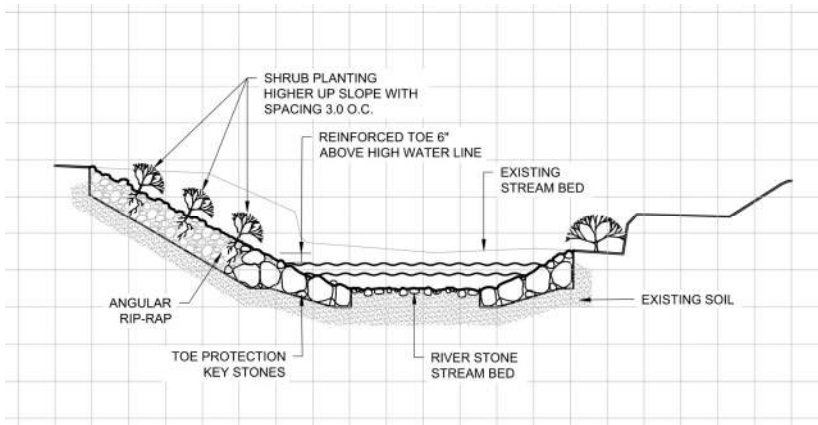 SHRUB PLANTING
HIGHER UP SLOPE WITH
SPACING 3.0 O.C.
REINFORCED TOE 6"
ABOVE HIGH WATER LINE
EXISTING
STREAM BED
ANGULAR
RIP-RAP
EXISTING SOIL
TOE PROTECTION
KEY STONES
RIVER STONE
STREAM BED